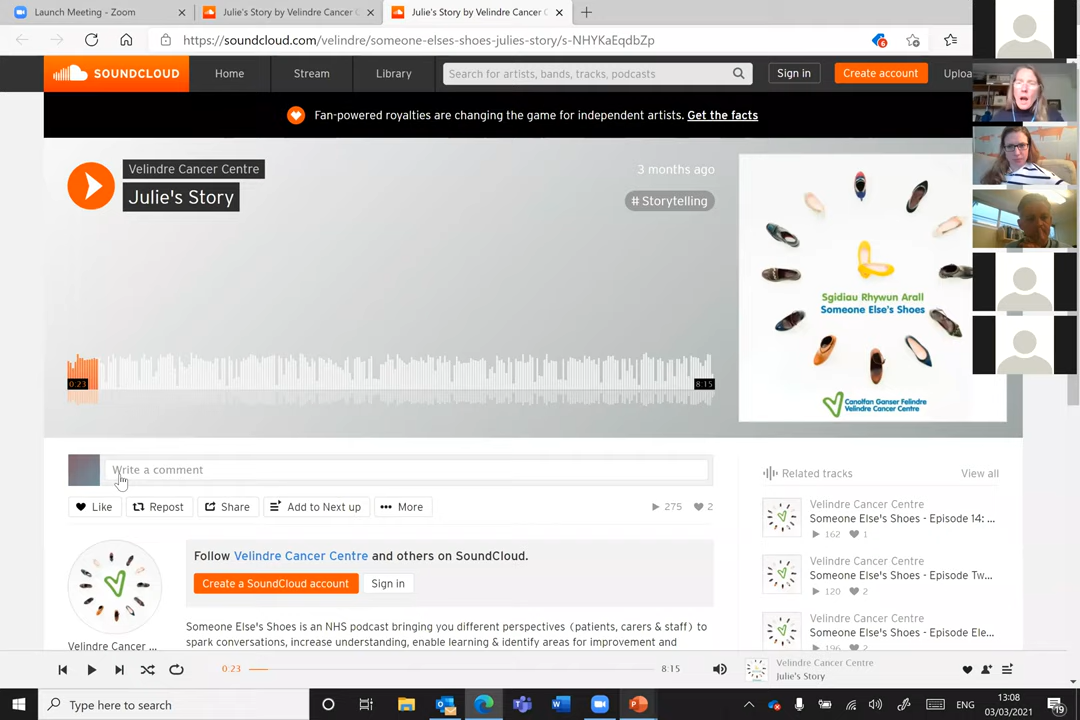 Launch Meeting - Zoom
Julie's Story by Velindre Cancer C
Julie's Story by Velindre Cancer C
https://soundcloud.com/velindre/someone-elses-shoes-julies-story/s-NHYKaEqdbZp
6
SOUNDCLOUD
Home
Stream
Library
Search for artists, bands, tracks, podcasts
Sign in
Create account
Uploa
Fan-powered royalties are changing the game for independent artists. Get the facts
Velindre Cancer Centre
Julie's Story
3 months ago
# Storytelling
Sgidiau Rhywun Arall
Someone Else's Shoes
Canolfan Ganser Felindre
Velindre Cancer Centre
0:23
8:15
Write a comment
Like
Repost
Share
Add to Next up
More
275
2
Related tracks
View all
Velindre Cancer Centre
Someone Else's Shoes - Episode 14: ...
162
1
Velindre Cancer Centre
Someone Else's Shoes - Episode Tw...
120
2
Velindre Cancer Centre
Someone Else's Shoes - Episode Ele...
196
2
Follow Velindre Cancer Centre and others on SoundCloud.
Create a SoundCloud account
Sign in
Velindre Cancer ...
Someone Else's Shoes is an NHS podcast bringing you different perspectives (patients, carers & staff) to
spark conversations, increase understanding, enable learning & identify areas for improvement and
0:23
8:15
Velindre Cancer Centre
Julie's Story
Type here to search
ENG
13:08
03/03/2021
19